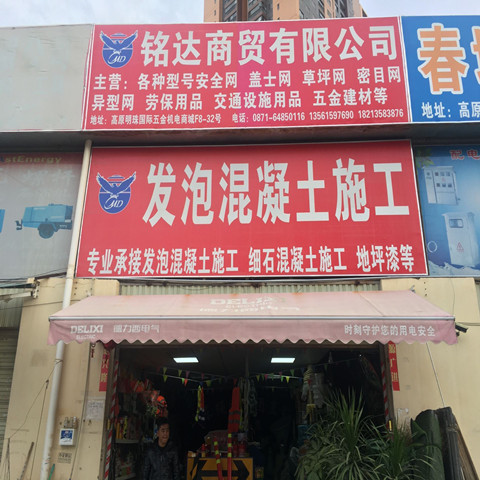 铭达商贸有限公司
MD
主营：各种型号安全网 盖土网 草坪网 密目网
异型网 劳保用品 交通设施用品 五金建材等
地址：高原明珠国际五金机电商城F8-32号 电话：0871-64850116 13561597690 18213583876
春
地址：高原
发泡混凝土施工
MD
专业承接发泡混凝土施工 细石混凝土施工 地坪漆等
DELIXI
DELIXI 德力西电气
时刻守护您的用电安全